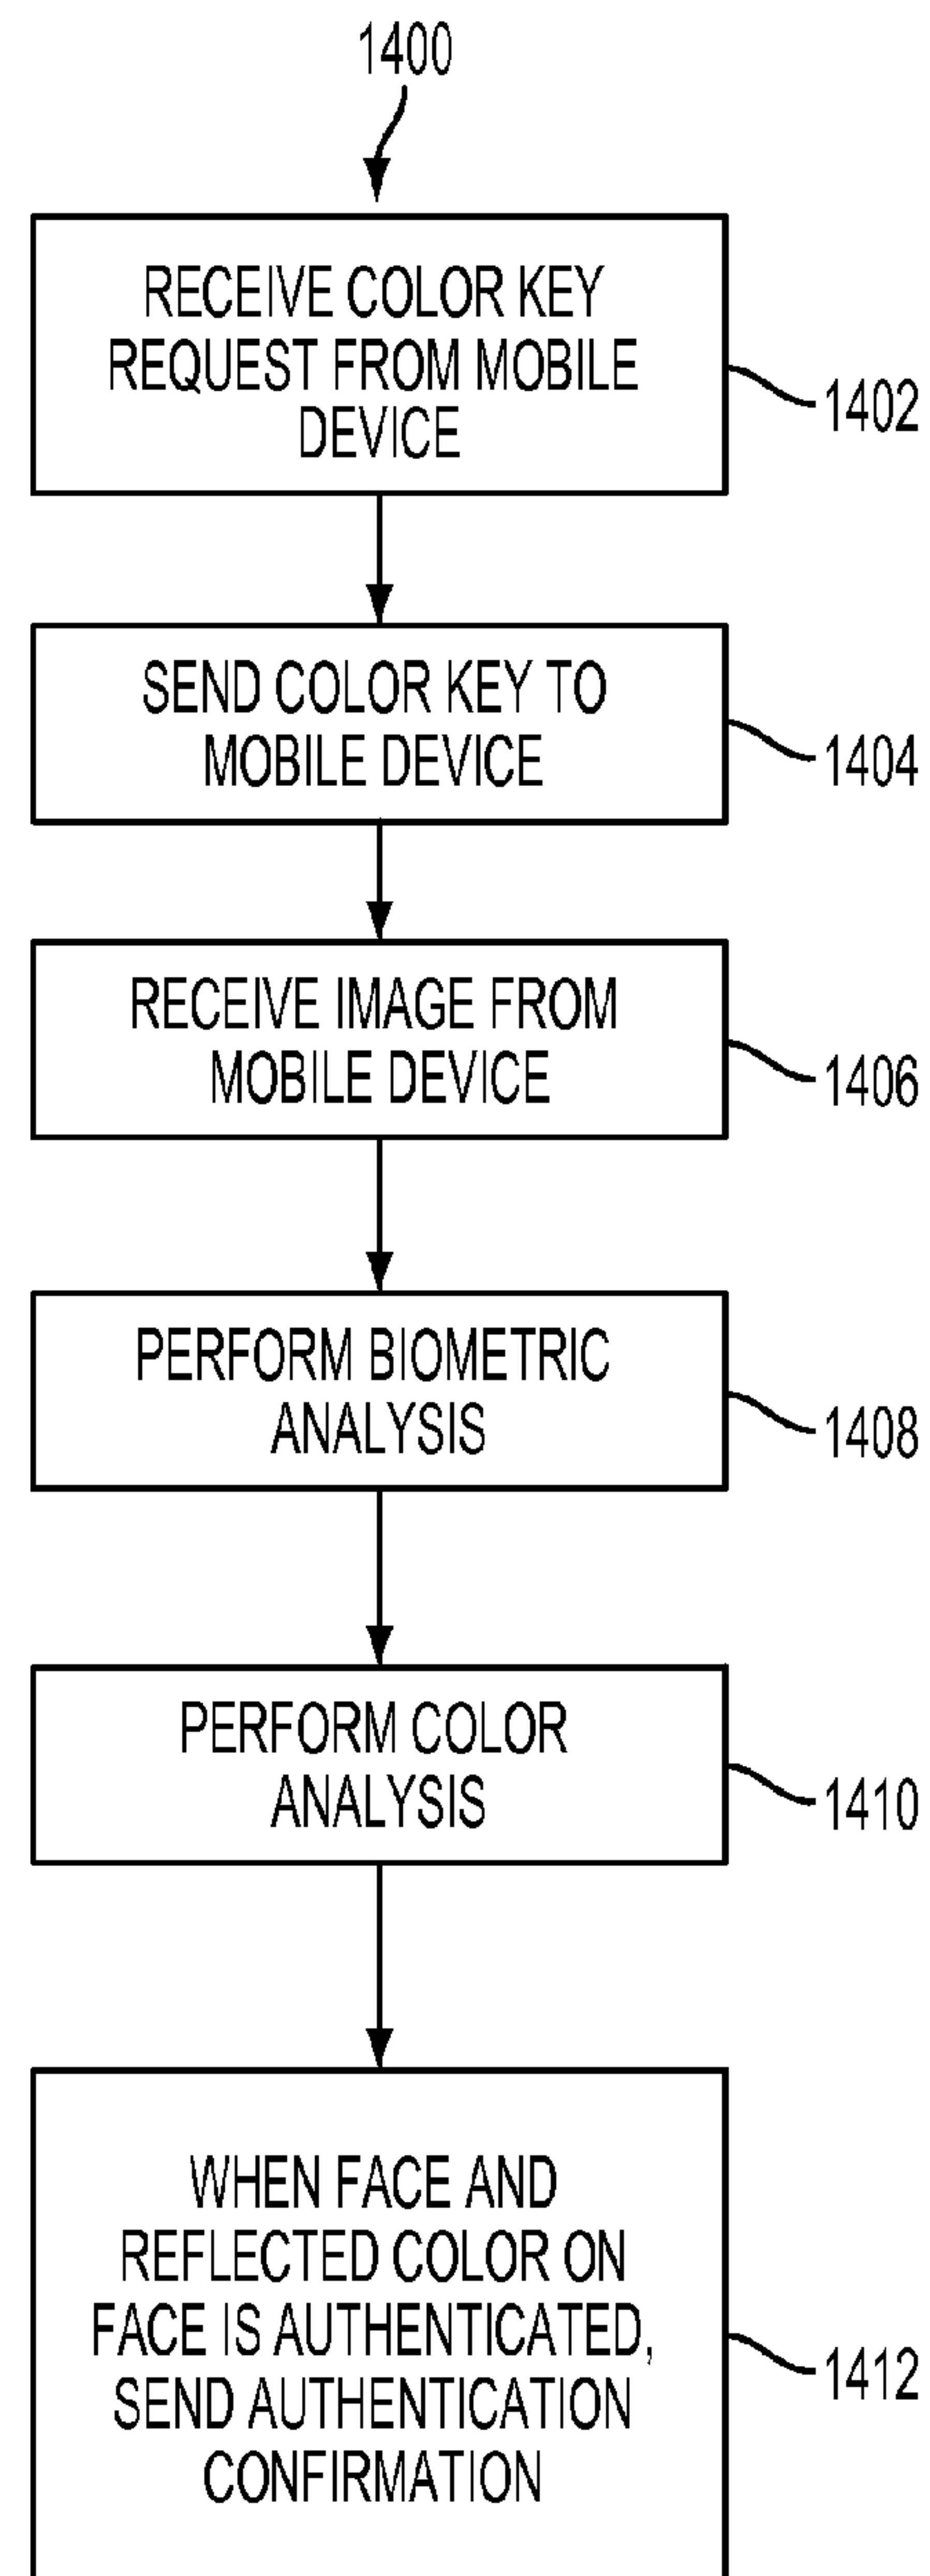 1400
RECEIVE COLOR KEY
REQUEST FROM MOBILE
DEVICE
1402
SEND COLOR KEY TO
MOBILE DEVICE
1404
RECEIVE IMAGE FROM
MOBILE DEVICE
1406
PERFORM BIOMETRIC
ANALYSIS
1408
PERFORM COLOR
ANALYSIS
1410
WHEN FACE AND
REFLECTED COLOR ON
FACE IS AUTHENTICATED,
SEND AUTHENTICATION
CONFIRMATION
1412